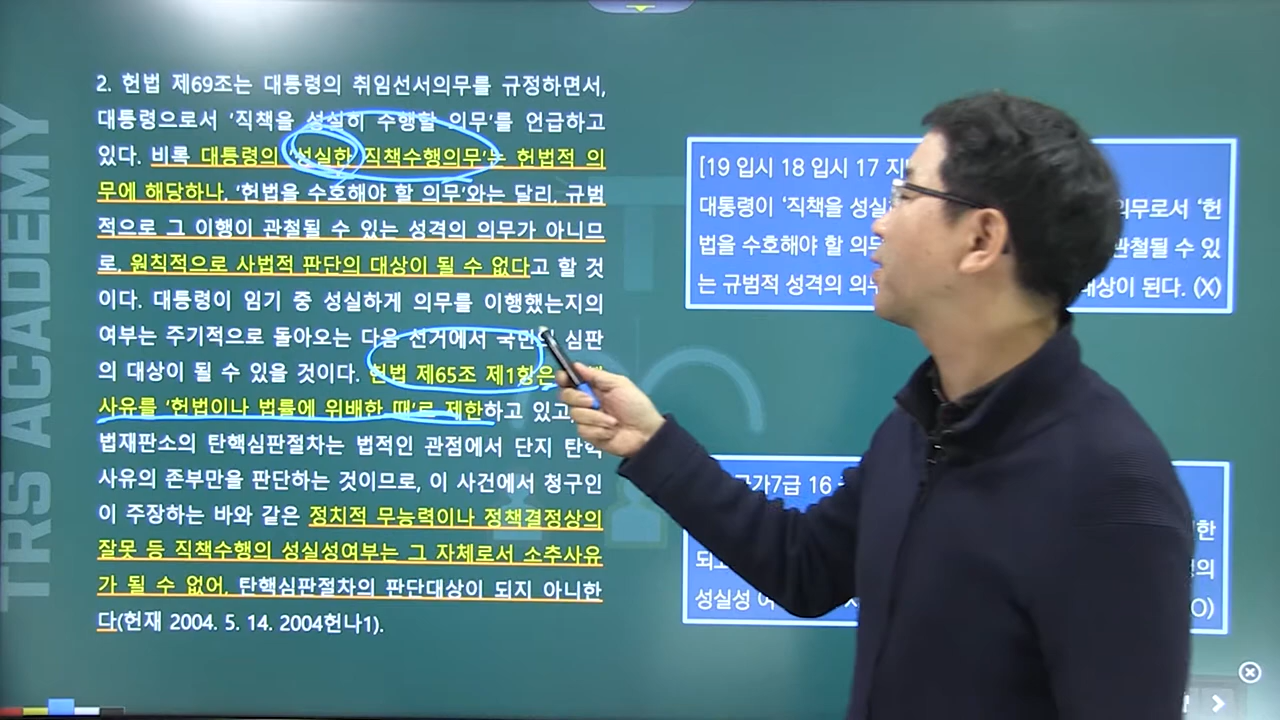 2. 헌법 제69조는 대통령의 취임선서의무를 규정하면서,
대통령으로서 '직책을 성실히 수행할 의무'를 언급하고
있다. 비록 대통령의 '성실한 직책수행의무'는 헌법적 의
무에 해당하나, '헌법을 수호해야 할 의무'와는 달리, 규범
적으로 그 이행이 관철될 수 있는 성격의 의무가 아니므
로, 원칙적으로 사법적 판단의 대상이 될 수 없다고 할 것
이다. 대통령이 임기 중 성실하게 의무를 이행했는지의
여부는 주기적으로 돌아오는 다음 선거에서 국민의 심판
의 대상이 될 수 있을 것이다. 헌법 제65조 제1항은
사유를 '헌법이나 법률에 위배한 때'로 제한하고 있고,
법재판소의 탄핵심판절차는 법적인 관점에서 단지 탄핵
사유의 존부만을 판단하는 것이므로, 이 사건에서 청구인
이 주장하는 바와 같은 정치적 무능력이나 정책결정상의
잘못 등 직책수행의 성실성여부는 그 자체로서 소추사유
가 될 수 없어, 탄핵심판절차의 판단대상이 되지 아니한
다(헌재 2004. 5. 14. 2004헌나1).
[19 입시 18 입시 17
대통령이 '직책을 의무로서 '헌
법을 수호해야 할 관철될 수 있
는 규범적 성격의 대상이 된다. (X)
16
성실성
TRS ACADEMY